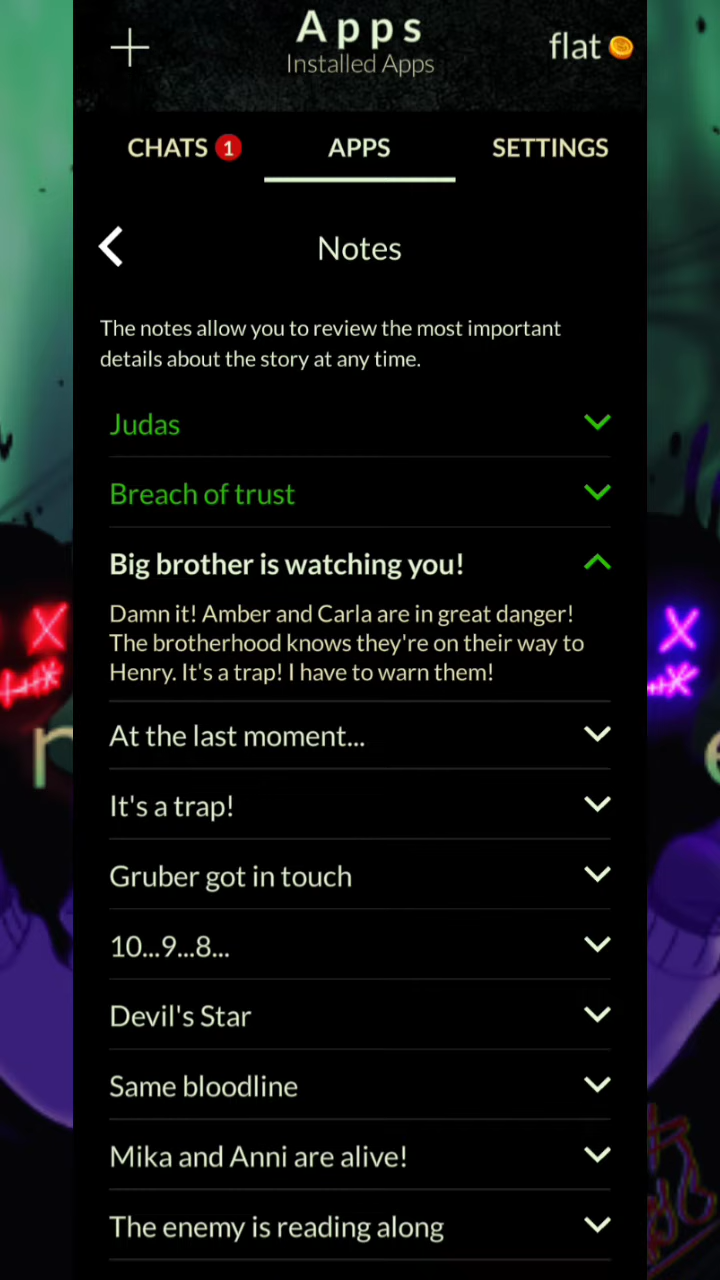 Apps
Installed Apps
flat
CHATS 1
APPS
SETTINGS
Notes
The notes allow you to review the most important
details about the story at any time.
Judas
Breach of trust
Big brother is watching you!
Damn it! Amber and Carla are in great danger!
The brotherhood knows they're on their way to
Henry. It's a trap! I have to warn them!
At the last moment...
It's a trap!
Gruber got in touch
10...9...8...
Devil's Star
Same bloodline
Mika and Anni are alive!
The enemy is reading along